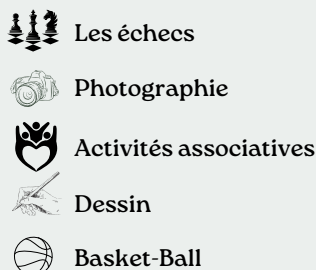 Les échecs
Photographie
Activités associatives
Dessin
Basket-Ball